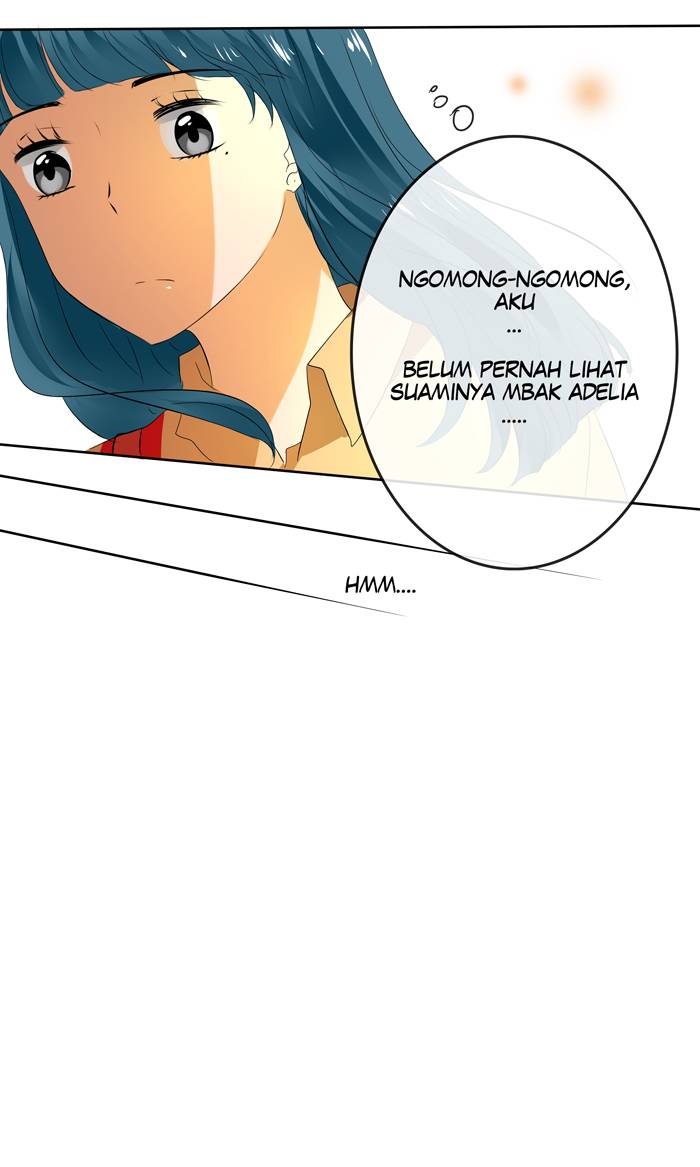 NGOMONG-NGOMONG,
AKU
...
BELUM PERNAH LIHAT
SUAMINYA MBAK ADELIA
.....
HMM....